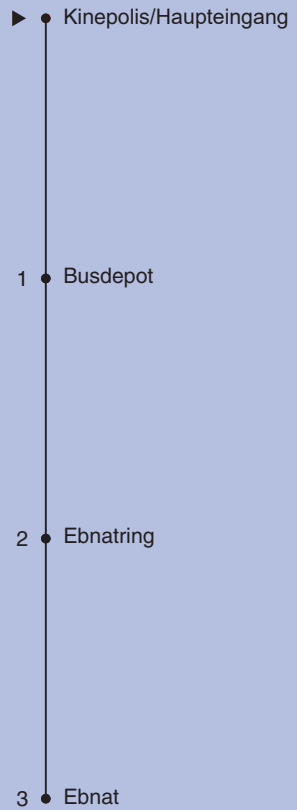 ▶ Kinepolis/Haupteingang
1 Busdepot
2 Ebnatring
3 Ebnat